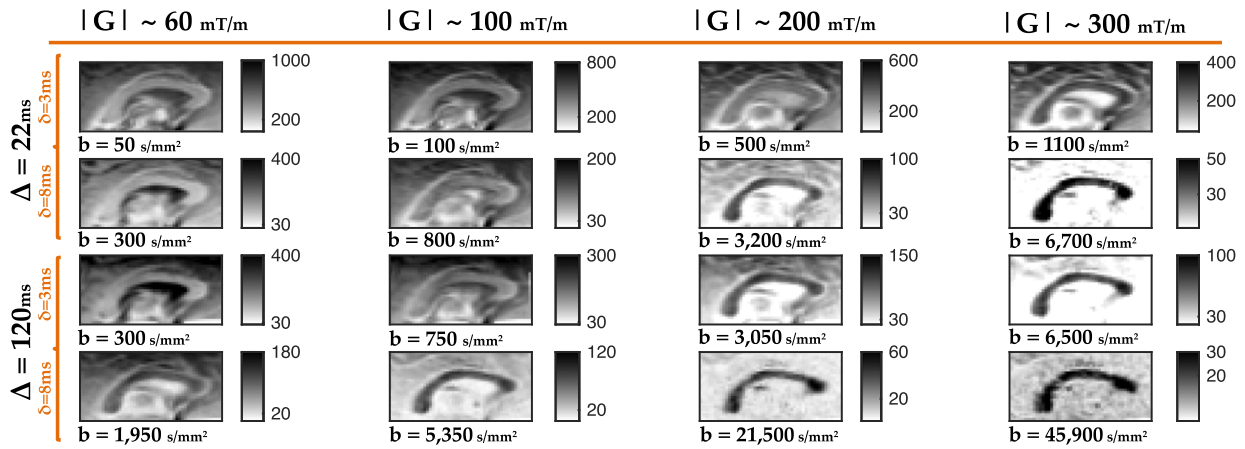 |G| ~ 60 mT/m |G| ~ 100 mT/m |G| ~ 200 mT/m |G| ~ 300 mT/m
Δ = 22ms
δ=3ms
1000
200
800
200
600
200
400
200
b = 50 s/mm² b = 100 s/mm² b = 500 s/mm² b = 1100 s/mm²
δ=8ms
400
30
200
30
100
30
50
30
b = 300 s/mm² b = 800 s/mm² b = 3,200 s/mm² b = 6,700 s/mm²
Δ = 120ms
δ=3ms
400
30
300
30
150
30
100
30
b = 300 s/mm² b = 750 s/mm² b = 3,050 s/mm² b = 6,500 s/mm²
δ=8ms
180
20
120
20
60
20
30
20
b = 1,950 s/mm² b = 5,350 s/mm² b = 21,500 s/mm² b = 45,900 s/mm²